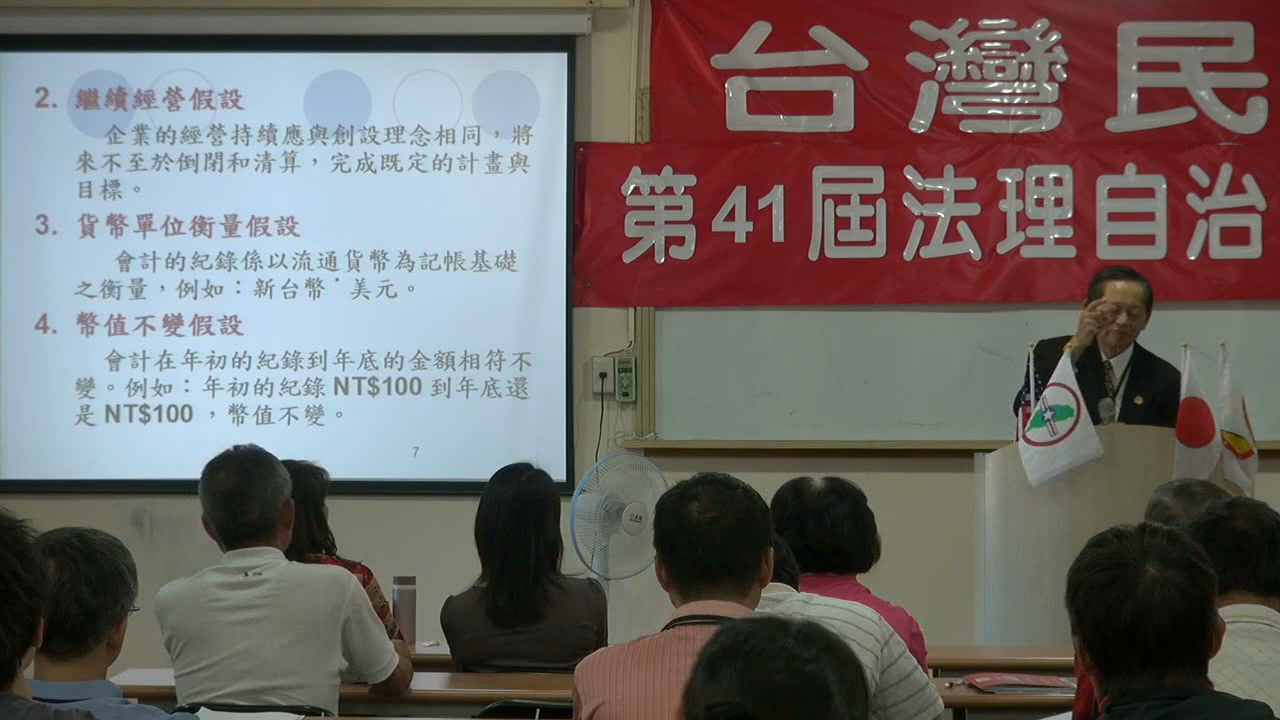 2. 繼續經營假設
企業的經營持續應與創設理念相同，將
來不至於倒閉和清算，完成既定的計畫與
目標。
3. 貨幣單位衡量假設
會計的紀錄係以流通貨幣為記帳基礎
之衡量，例如：新台幣˙美元。
4. 幣值不變假設
會計在年初的紀錄到年底的金額相符不
變。例如：年初的紀錄 NT$100 到年底還
是 NT$100 ，幣值不變。
7
台灣民
第41屆法理自治